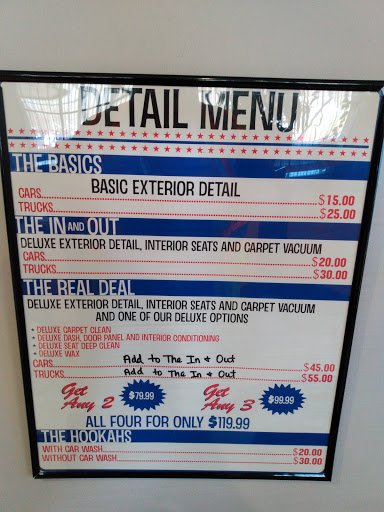 DETAIL MENU
THE BASICS
BASIC EXTERIOR DETAIL
CARS $15.00
TRUCKS $25.00
THE IN AND OUT
DELUXE EXTERIOR DETAIL, INTERIOR SEATS AND CARPET VACUUM
CARS $20.00
TRUCKS $30.00
THE REAL DEAL
DELUXE EXTERIOR DETAIL, INTERIOR SEATS AND CARPET VACUUM
AND ONE OF OUR DELUXE OPTIONS
• DELUXE CARPET CLEAN
• DELUXE DASH, DOOR PANEL AND INTERIOR CONDITIONING
• DELUXE SEAT DEEP CLEAN
• DELUXE WAX
CARS Add to The In & Out $45.00
TRUCKS Add to The In & Out $55.00
Get Any 2 $79.99 Get Any 3 $99.99
ALL FOUR FOR ONLY $119.99
THE HOOKAHS
WITH CAR WASH $20.00
WITHOUT CAR WASH $30.00